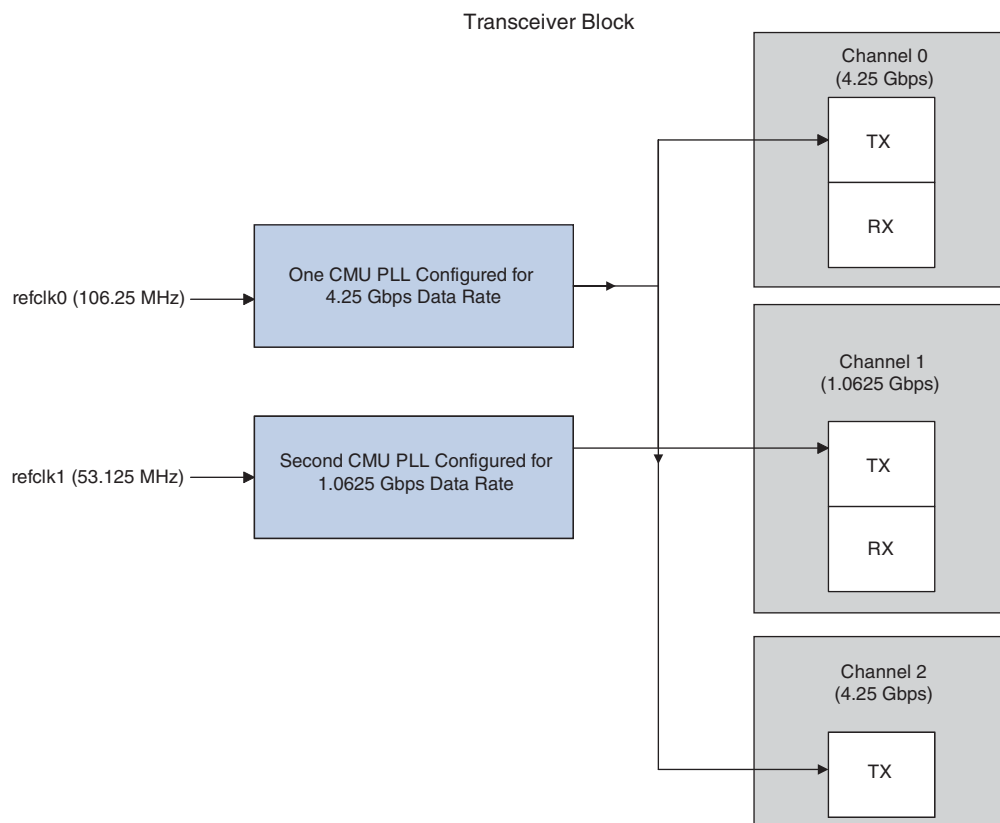 Transceiver Block
Channel 0
(4.25 Gbps)
TX
RX
One CMU PLL Configured for
4.25 Gbps Data Rate
refclk0 (106.25 MHz)
Channel 1
(1.0625 Gbps)
TX
RX
Second CMU PLL Configured for
1.0625 Gbps Data Rate
refclk1 (53.125 MHz)
Channel 2
(4.25 Gbps)
TX